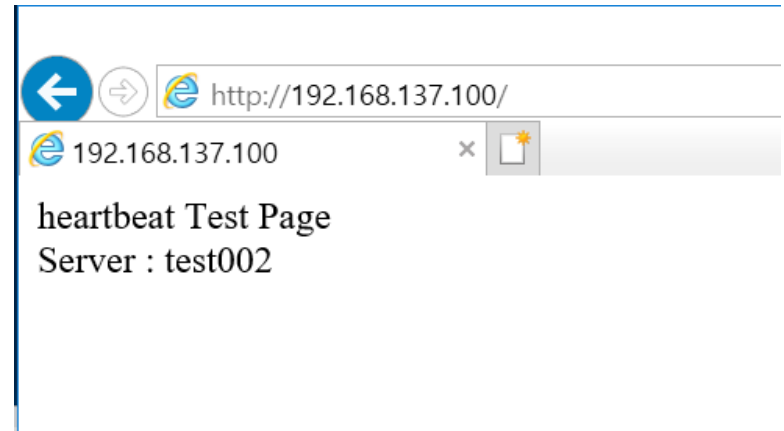 http://192.168.137.100/
192.168.137.100
heartbeat Test Page
Server : test002